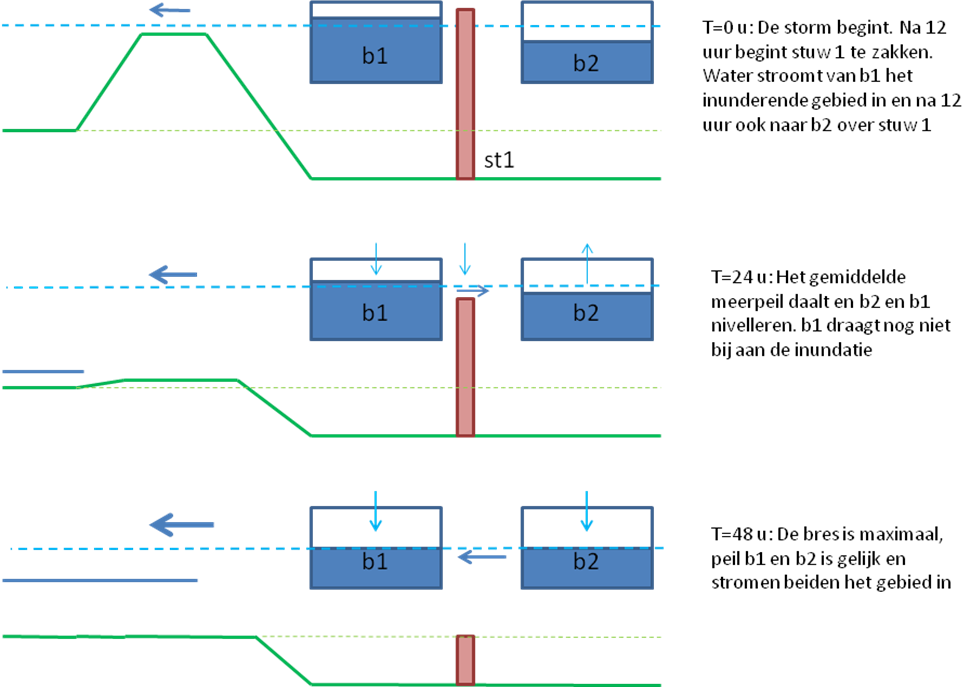 b1
b2
st1
T=0 u: De storm begint. Na 12
uur begint stuw 1 te zakken.
Water stroomt van b1 het
inunderende gebied in en na 12
uur ook naar b2 over stuw 1
b1
b2
T=24 u: Het gemiddelde
meerpeil daalt en b2 en b1
nivelleren. b1 draagt nog niet
bij aan de inundatie
b1
b2
T=48 u: De bres is maximaal,
peil b1 en b2 is gelijk en
stromen beiden het gebied in